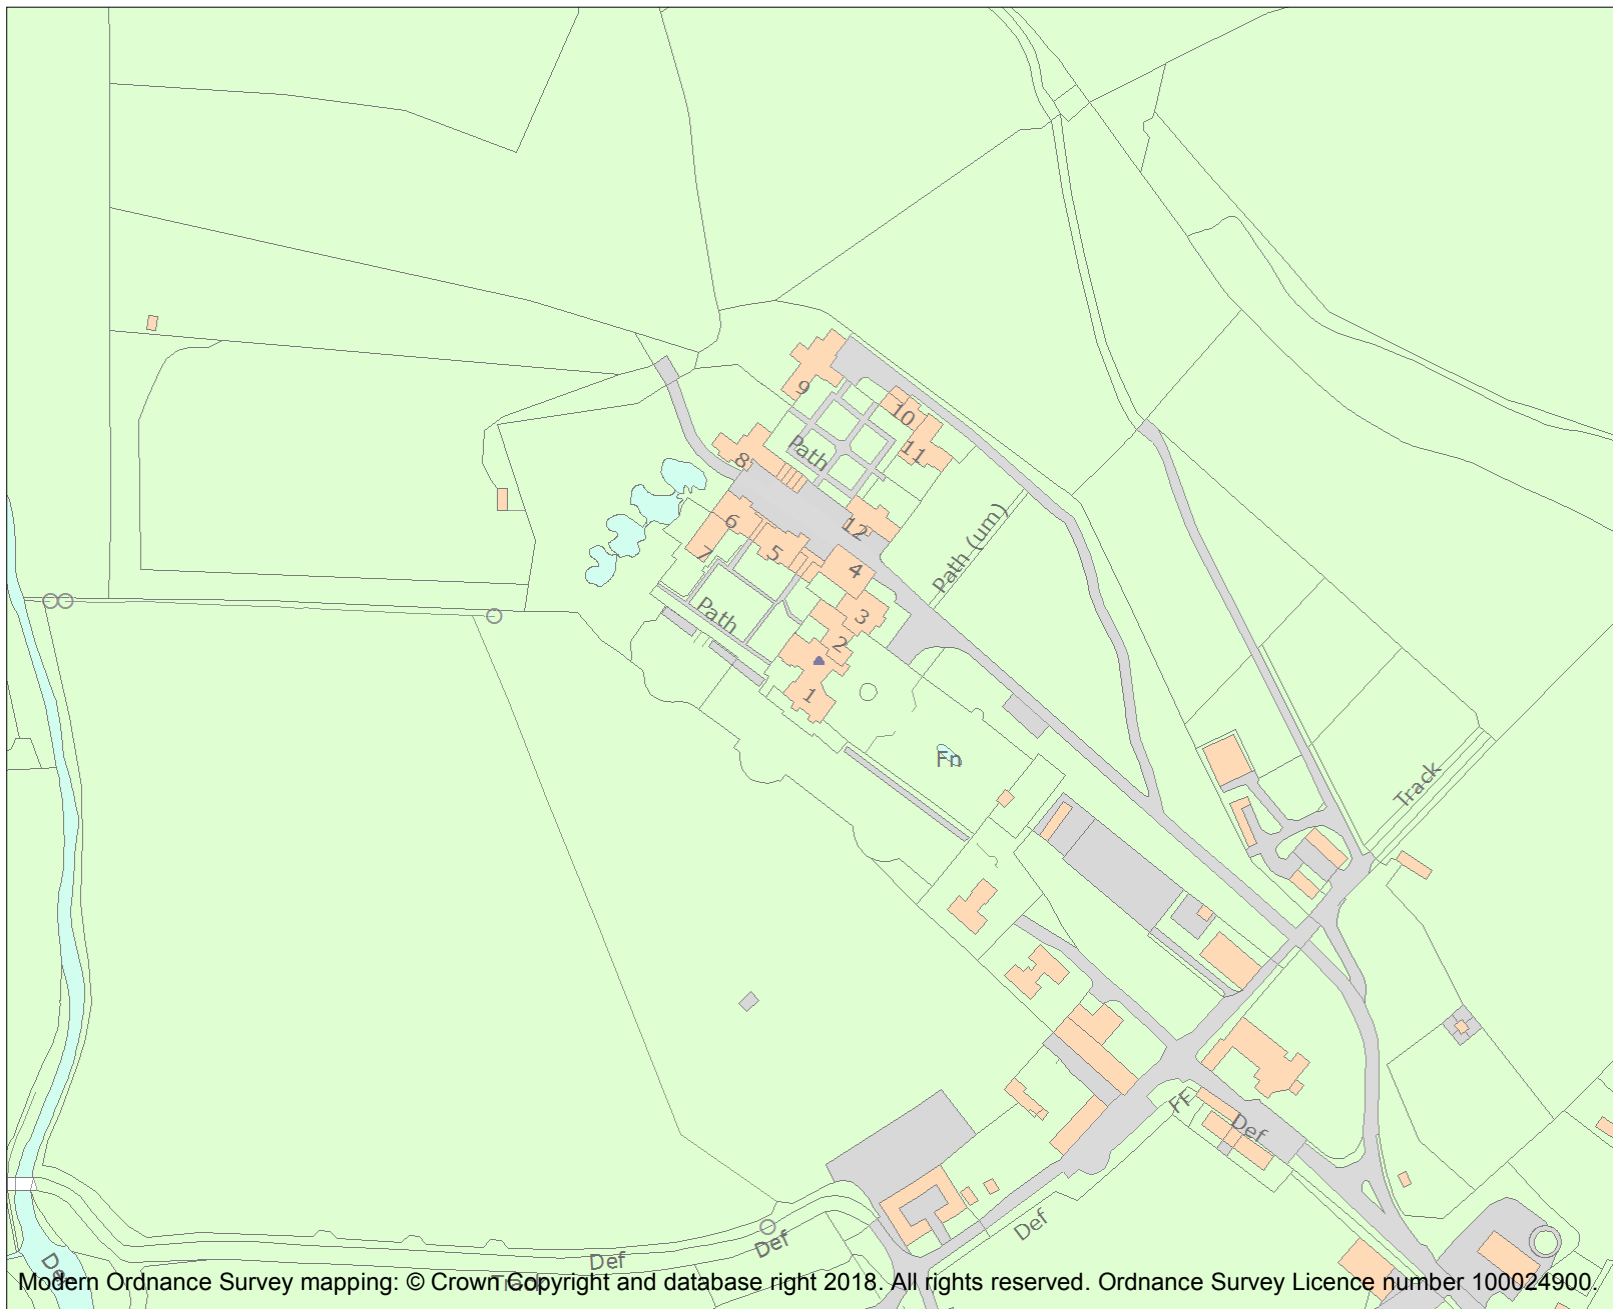 9
10
11
Path
8
6
12
7
5
4
Path (um)
Path
3
2
1
Fn
Track
FF
Def
Def
Def
Def
Def
Track
Modern Ordnance Survey mapping: © Crown Copyright and database right 2018. All rights reserved. Ordnance Survey Licence number 100024900.